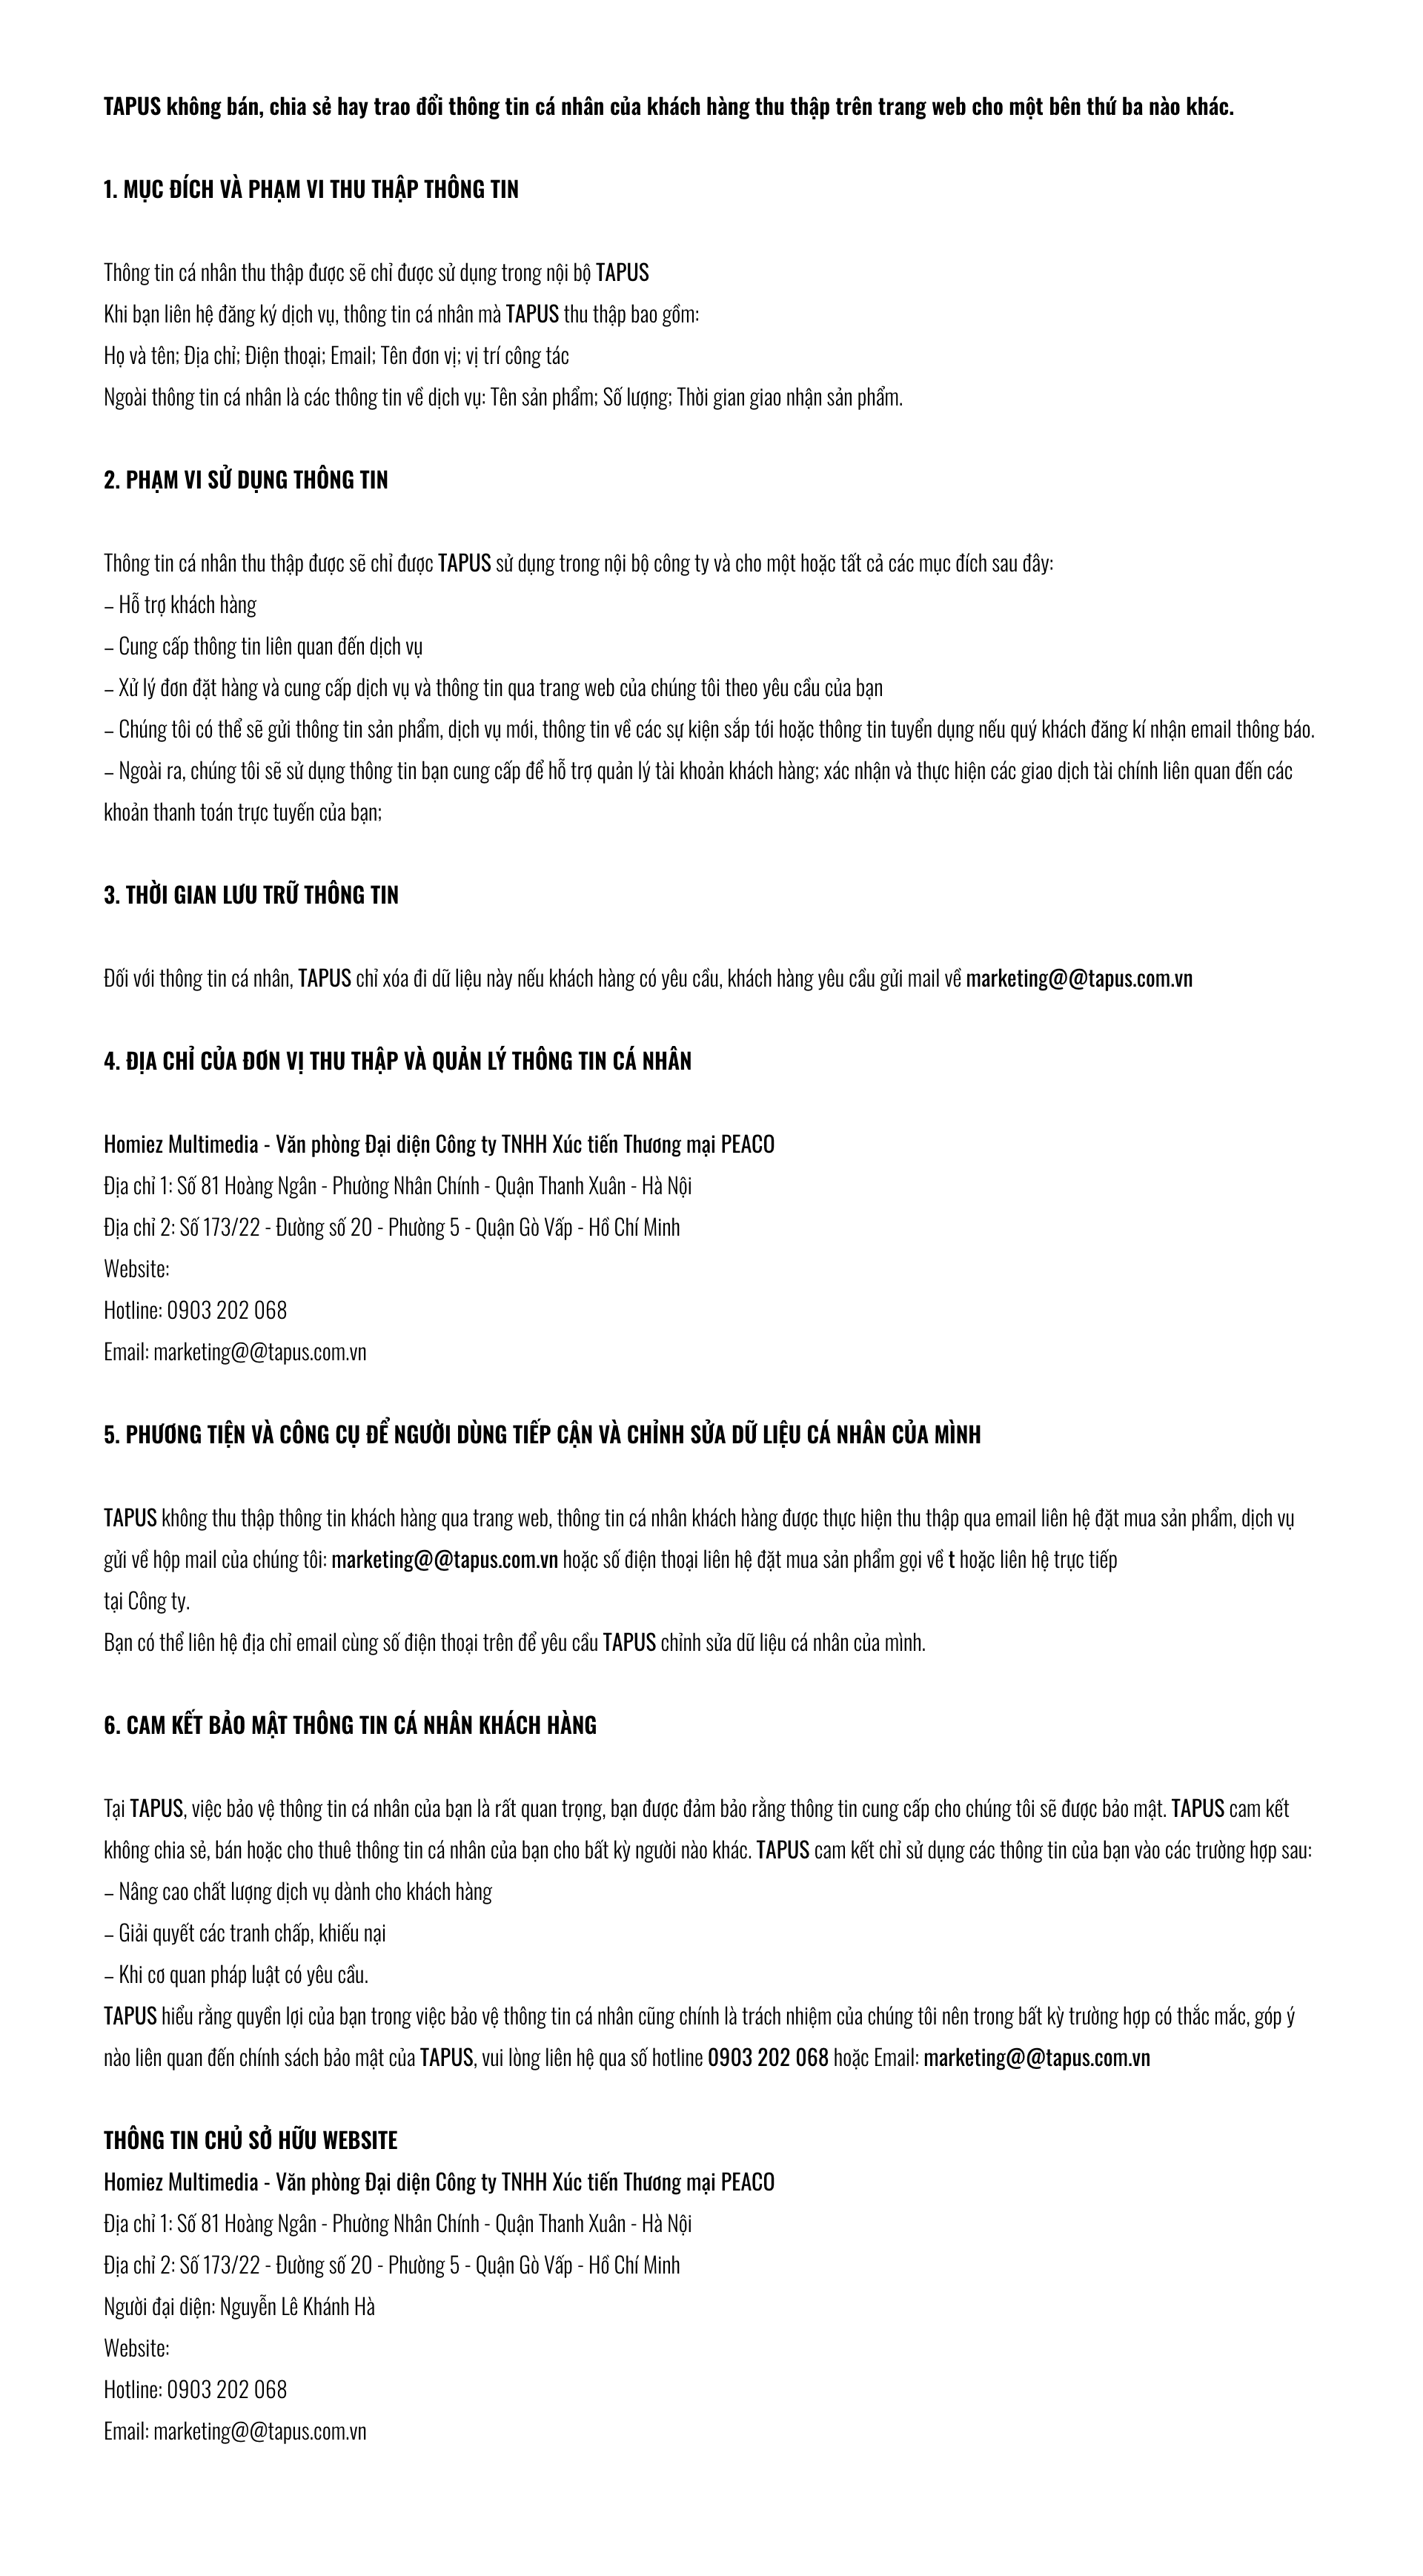 TAPUS không bán, chia sẻ hay trao đổi thông tin cá nhân của khách hàng thu thập trên trang web cho một bên thứ ba nào khác.
1. MỤC ĐÍCH VÀ PHẠM VI THU THẬP THÔNG TIN
Thông tin cá nhân thu thập được sẽ chỉ được sử dụng trong nội bộ TAPUS
Khi bạn liên hệ đăng ký dịch vụ, thông tin cá nhân mà TAPUS thu thập bao gồm:
Họ và tên; Địa chỉ; Điện thoại; Email; Tên đơn vị; vị trí công tác
Ngoài thông tin cá nhân là các thông tin về dịch vụ: Tên sản phẩm; Số lượng; Thời gian giao nhận sản phẩm.
2. PHẠM VI SỬ DỤNG THÔNG TIN
Thông tin cá nhân thu thập được sẽ chỉ được TAPUS sử dụng trong nội bộ công ty và cho một hoặc tất cả các mục đích sau đây:
– Hỗ trợ khách hàng
– Cung cấp thông tin liên quan đến dịch vụ
– Xử lý đơn đặt hàng và cung cấp dịch vụ và thông tin qua trang web của chúng tôi theo yêu cầu của bạn
– Chúng tôi có thể sẽ gửi thông tin sản phẩm, dịch vụ mới, thông tin về các sự kiện sắp tới hoặc thông tin tuyển dụng nếu quý khách đăng kí nhận email thông báo.
– Ngoài ra, chúng tôi sẽ sử dụng thông tin bạn cung cấp để hỗ trợ quản lý tài khoản khách hàng; xác nhận và thực hiện các giao dịch tài chính liên quan đến các
khoản thanh toán trực tuyến của bạn;
3. THỜI GIAN LƯU TRỮ THÔNG TIN
Đối với thông tin cá nhân, TAPUS chỉ xóa đi dữ liệu này nếu khách hàng có yêu cầu, khách hàng yêu cầu gửi mail về marketing@@tapus.com.vn
4. ĐỊA CHỈ CỦA ĐƠN VỊ THU THẬP VÀ QUẢN LÝ THÔNG TIN CÁ NHÂN
Homiez Multimedia - Văn phòng Đại diện Công ty TNHH Xúc tiến Thương mại PEACO
Địa chỉ 1: Số 81 Hoàng Ngân - Phường Nhân Chính - Quận Thanh Xuân - Hà Nội
Địa chỉ 2: Số 173/22 - Đường số 20 - Phường 5 - Quận Gò Vấp - Hồ Chí Minh
Website:
Hotline: 0903 202 068
Email: marketing@@tapus.com.vn
5. PHƯƠNG TIỆN VÀ CÔNG CỤ ĐỂ NGƯỜI DÙNG TIẾP CẬN VÀ CHỈNH SỬA DỮ LIỆU CÁ NHÂN CỦA MÌNH
TAPUS không thu thập thông tin khách hàng qua trang web, thông tin cá nhân khách hàng được thực hiện thu thập qua email liên hệ đặt mua sản phẩm, dịch vụ
gửi về hộp mail của chúng tôi: marketing@@tapus.com.vn hoặc số điện thoại liên hệ đặt mua sản phẩm gọi về t hoặc liên hệ trực tiếp
tại Công ty.
Bạn có thể liên hệ địa chỉ email cùng số điện thoại trên để yêu cầu TAPUS chỉnh sửa dữ liệu cá nhân của mình.
6. CAM KẾT BẢO MẬT THÔNG TIN CÁ NHÂN KHÁCH HÀNG
Tại TAPUS, việc bảo vệ thông tin cá nhân của bạn là rất quan trọng, bạn được đảm bảo rằng thông tin cung cấp cho chúng tôi sẽ được bảo mật. TAPUS cam kết
không chia sẻ, bán hoặc cho thuê thông tin cá nhân của bạn cho bất kỳ người nào khác. TAPUS cam kết chỉ sử dụng các thông tin của bạn vào các trường hợp sau:
– Nâng cao chất lượng dịch vụ dành cho khách hàng
– Giải quyết các tranh chấp, khiếu nại
– Khi cơ quan pháp luật có yêu cầu.
TAPUS hiểu rằng quyền lợi của bạn trong việc bảo vệ thông tin cá nhân cũng chính là trách nhiệm của chúng tôi nên trong bất kỳ trường hợp có thắc mắc, góp ý
nào liên quan đến chính sách bảo mật của TAPUS, vui lòng liên hệ qua số hotline 0903 202 068 hoặc Email: marketing@@tapus.com.vn
THÔNG TIN CHỦ SỞ HỮU WEBSITE
Homiez Multimedia - Văn phòng Đại diện Công ty TNHH Xúc tiến Thương mại PEACO
Địa chỉ 1: Số 81 Hoàng Ngân - Phường Nhân Chính - Quận Thanh Xuân - Hà Nội
Địa chỉ 2: Số 173/22 - Đường số 20 - Phường 5 - Quận Gò Vấp - Hồ Chí Minh
Người đại diện: Nguyễn Lê Khánh Hà
Website:
Hotline: 0903 202 068
Email: marketing@@tapus.com.vn